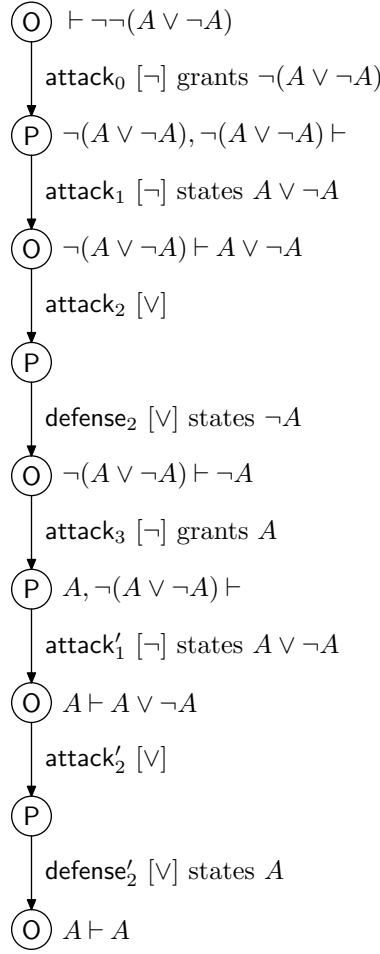 O ⊢ ¬¬(A ∨ ¬A)
attack₀ [¬] grants ¬(A ∨ ¬A)
P ¬(A ∨ ¬A), ¬(A ∨ ¬A) ⊢
attack₁ [¬] states A ∨ ¬A
O ¬(A ∨ ¬A) ⊢ A ∨ ¬A
attack₂ [∨]
P
defense₂ [∨] states ¬A
O ¬(A ∨ ¬A) ⊢ ¬A
attack₃ [¬] grants A
P A, ¬(A ∨ ¬A) ⊢
attack′₁ [¬] states A ∨ ¬A
O A ⊢ A ∨ ¬A
attack′₂ [∨]
P
defense′₂ [∨] states A
O A ⊢ A